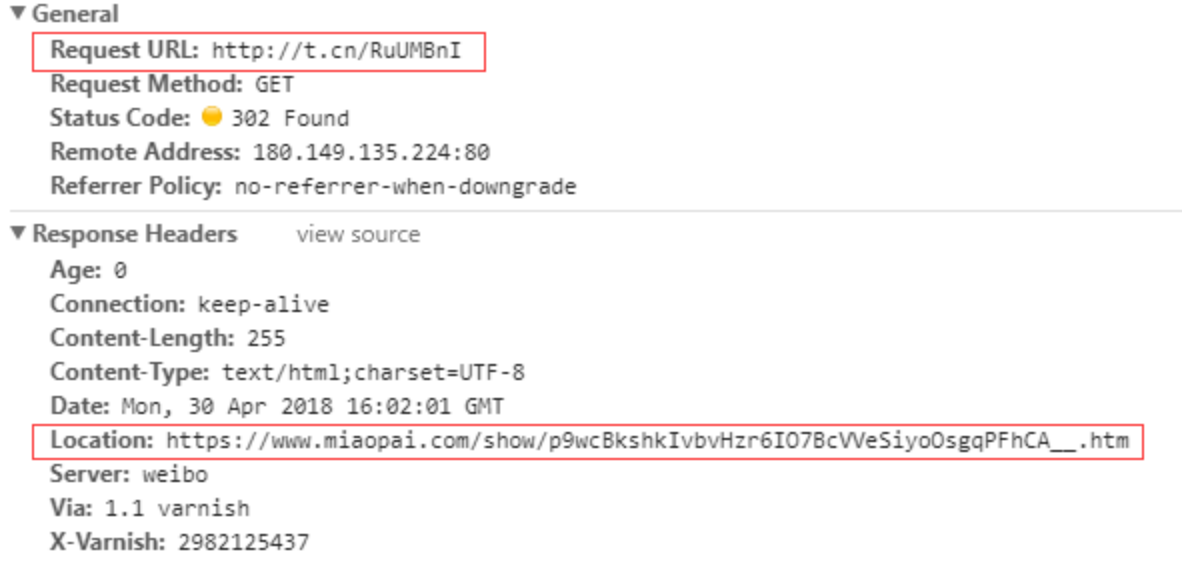 ▼ General
Request URL: http://t.cn/RuUMBnI
Request Method: GET
Status Code: 302 Found
Remote Address: 180.149.135.224:80
Referrer Policy: no-referrer-when-downgrade
▼ Response Headers view source
Age: 0
Connection: keep-alive
Content-Length: 255
Content-Type: text/html;charset=UTF-8
Date: Mon, 30 Apr 2018 16:02:01 GMT
Location: https://www.miaopai.com/show/p9wcBkshkIvbvHzr6IO7BcVVeSiyoOsgqPFhCA__.htm
Server: weibo
Via: 1.1 varnish
X-Varnish: 2982125437